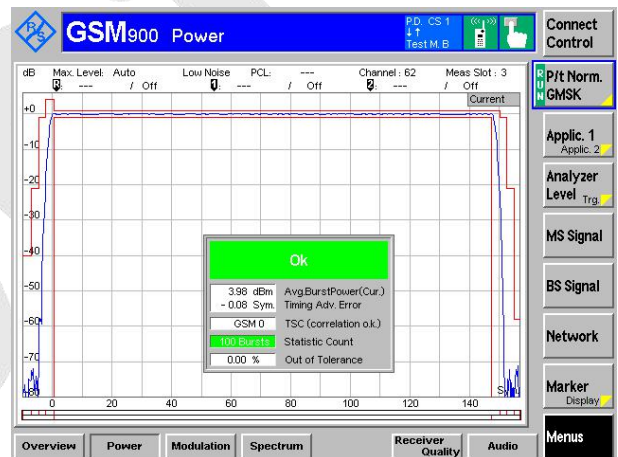 R/S GSM900 Power
P.D. CS 1
Test M. B
Connect Control
dB Max. Level: Auto Low Noise PCL: --- Channel : 62 Meas Slot : 3
--- / Off --- / Off --- / Off
Current
+0
-10
-20
-30
-40
-50
-60
-70
-80
Ok
3.98 dBm Avg.BurstPower(Cur.)
- 0.08 Sym. Timing Adv. Error
GSM 0 TSC (correlation o.k.)
100 Bursts Statistic Count
0.00 % Out of Tolerance
0 20 40 60 80 100 120 140
RUN
P/t Norm.
GMSK
Applic. 1
Applic. 2
Analyzer
Level Trg.
MS Signal
BS Signal
Network
Marker
Display
Menus
Overview Power Modulation Spectrum Receiver Quality Audio